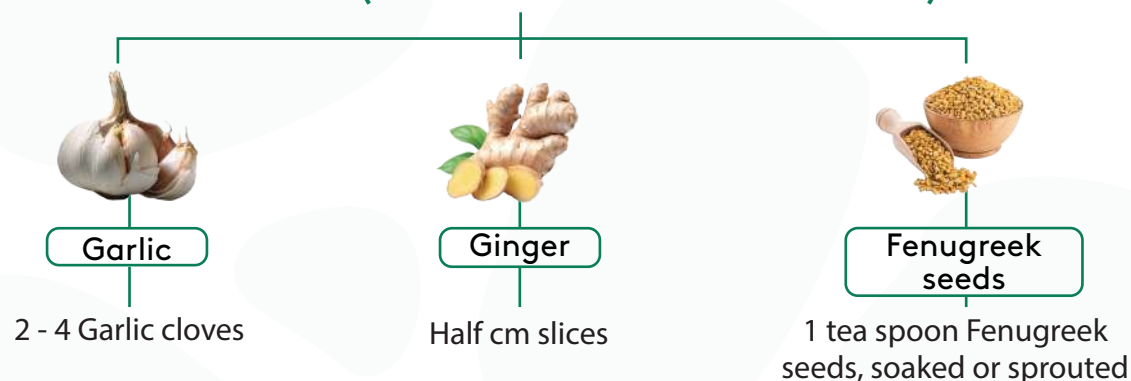 Garlic
Ginger
Fenugreek
seeds
2 - 4 Garlic cloves
Half cm slices
1 tea spoon Fenugreek
seeds, soaked or sprouted